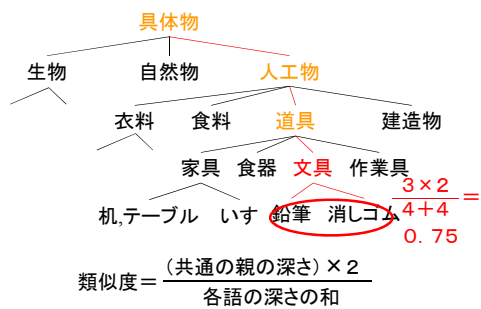 具体物
生物 自然物 人工物
衣料 食料 道具 建造物
家具 食器 文具 作業具
机,テーブル いす 鉛筆 消しゴム
3×2
4+4
=
0.75
類似度=
(共通の親の深さ)×2
各語の深さの和